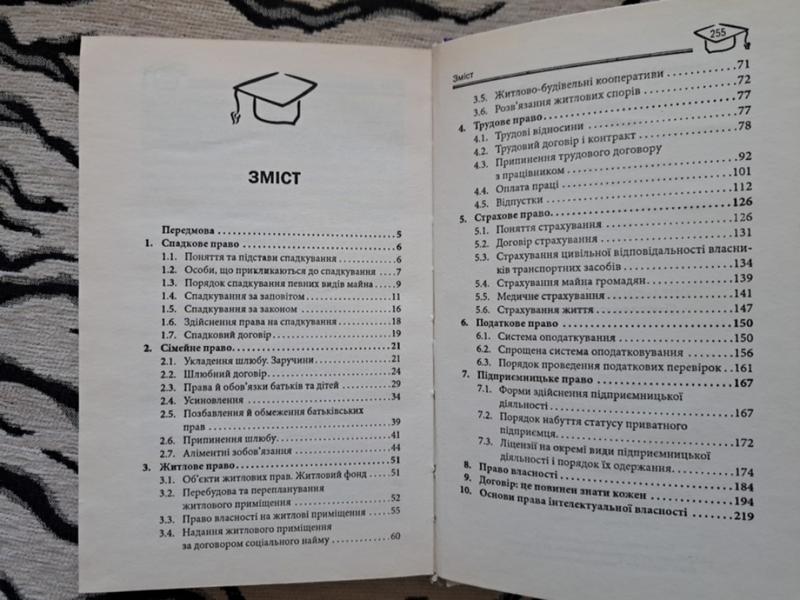 ЗМІСТ
Передмова . . . . . . . . . . . . . . . . . . . . . . . . . . . . . 5
1. Спадкове право . . . . . . . . . . . . . . . . . . . . . . . . 6
1.1. Поняття та підстави спадкування . . . . . . . . . . 6
1.2. Особи, що прикликаються до спадкування . . . . 7
1.3. Порядок спадкування певних видів майна . . . . 9
1.4. Спадкування за заповітом . . . . . . . . . . . . . . . 11
1.5. Спадкування за законом . . . . . . . . . . . . . . . . 16
1.6. Здійснення права на спадкування . . . . . . . . . 18
1.7. Спадковий договір . . . . . . . . . . . . . . . . . . . . 19
2. Сімейне право. . . . . . . . . . . . . . . . . . . . . . . . . 21
2.1. Укладення шлюбу. Заручини . . . . . . . . . . . . . 21
2.2. Шлюбний договір. . . . . . . . . . . . . . . . . . . . . 24
2.3. Права й обов'язки батьків та дітей . . . . . . . . . 29
2.4. Усиновлення . . . . . . . . . . . . . . . . . . . . . . . . 34
2.5. Позбавлення й обмеження батьківських
прав . . . . . . . . . . . . . . . . . . . . . . . . . . . . . . 39
2.6. Припинення шлюбу. . . . . . . . . . . . . . . . . . . . 41
2.7. Аліментні зобов'язання . . . . . . . . . . . . . . . . . 44
3. Житлове право. . . . . . . . . . . . . . . . . . . . . . . . . 51
3.1. Об'єкти житлових прав. Житловий фонд . . . . 51
3.2. Перебудова та перепланування
житлового приміщення . . . . . . . . . . . . . . . . . 52
3.3. Право власності на житлові приміщення . . . . 55
3.4. Надання житлового приміщення
за договором соціального найму . . . . . . . . . . 60
Зміст
255
3.5. Житлово-будівельні кооперативи . . . . . . . . . . 71
3.6. Розв'язання житлових спорів . . . . . . . . . . . . . 72
4. Трудове право. . . . . . . . . . . . . . . . . . . . . . . . . 77
4.1. Трудові відносини . . . . . . . . . . . . . . . . . . . . . 77
4.2. Трудовий договір і контракт . . . . . . . . . . . . . . 78
4.3. Припинення трудового договору
з працівником . . . . . . . . . . . . . . . . . . . . . . . . 92
4.4. Оплата праці . . . . . . . . . . . . . . . . . . . . . . . . . 101
4.5. Відпустки . . . . . . . . . . . . . . . . . . . . . . . . . . . 112
5. Страхове право. . . . . . . . . . . . . . . . . . . . . . . . 126
5.1. Поняття страхування . . . . . . . . . . . . . . . . . . . 126
5.2. Договір страхування . . . . . . . . . . . . . . . . . . . . 131
5.3. Страхування цивільної відповідальності власни-
ків транспортних засобів . . . . . . . . . . . . . . . . 134
5.4. Страхування майна громадян. . . . . . . . . . . . . 139
5.5. Медичне страхування . . . . . . . . . . . . . . . . . . 141
5.6. Страхування життя . . . . . . . . . . . . . . . . . . . . 147
6. Податкове право . . . . . . . . . . . . . . . . . . . . . . . 150
6.1. Система оподаткування . . . . . . . . . . . . . . . . . 150
6.2. Спрощена система оподатковування . . . . . . . 156
6.3. Порядок проведення податкових перевірок . . 161
7. Підприємницьке право . . . . . . . . . . . . . . . . . . 167
7.1. Форми здійснення підприємницької
діяльності . . . . . . . . . . . . . . . . . . . . . . . . . . . 167
7.2. Порядок набуття статусу приватного
підприємця. . . . . . . . . . . . . . . . . . . . . . . . . . 172
7.3. Ліцензії на окремі види підприємницької
діяльності і порядок їх одержання. . . . . . . . . 174
8. Право власності . . . . . . . . . . . . . . . . . . . . . . . . 184
9. Договір: це повинен знати кожен . . . . . . . . . . . 194
10. Основи права інтелектуальної власності . . . . . . 219